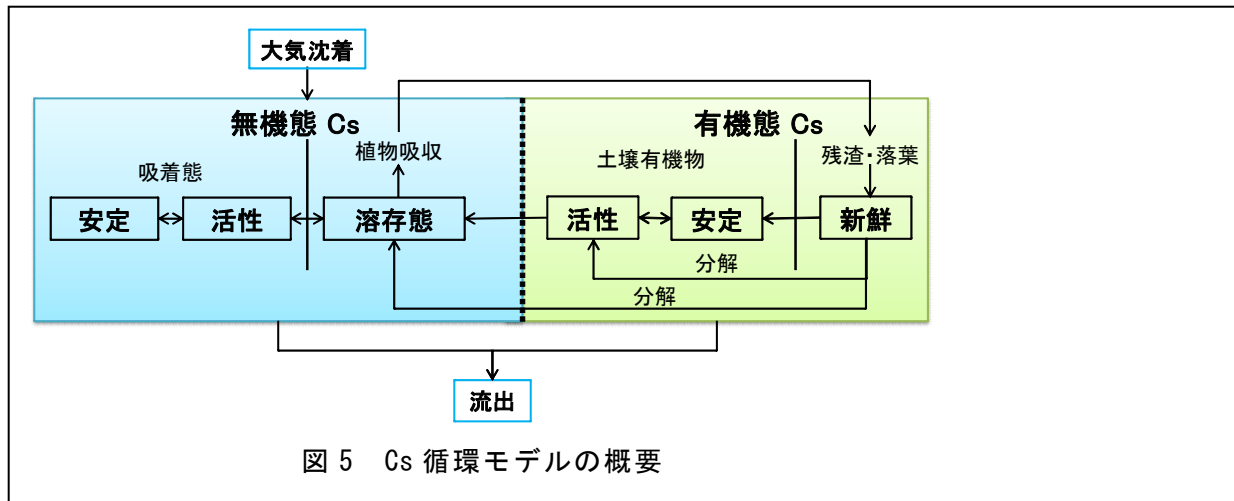 大気沈着
無機態 Cs
有機態 Cs
植物吸収
土壌有機物
残渣・落葉
吸着態
安定
活性
溶存態
活性
安定
新鮮
分解
分解
流出
図 5 Cs 循環モデルの概要